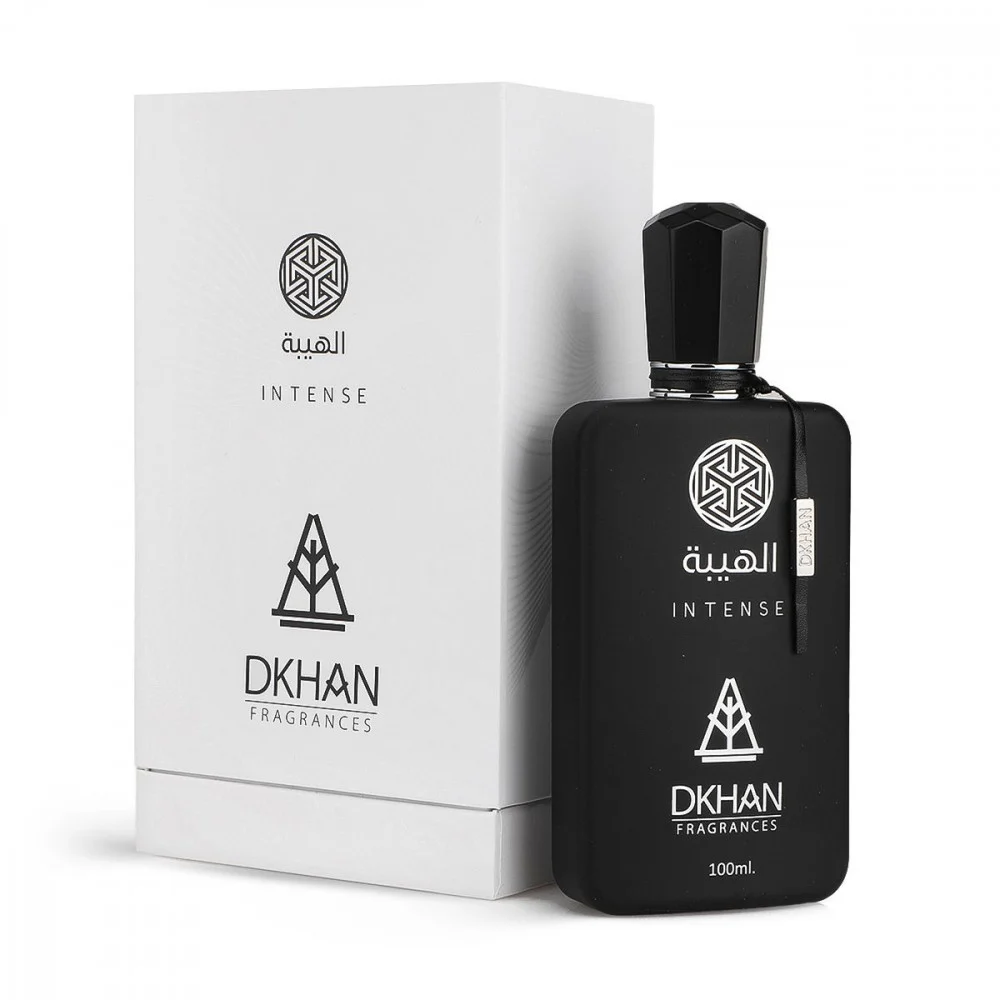 الهيبة
INTENSE
DKHAN
FRAGRANCES
الهيبة
INTENSE
DKHAN
DKHAN
FRAGRANCES
100ml.